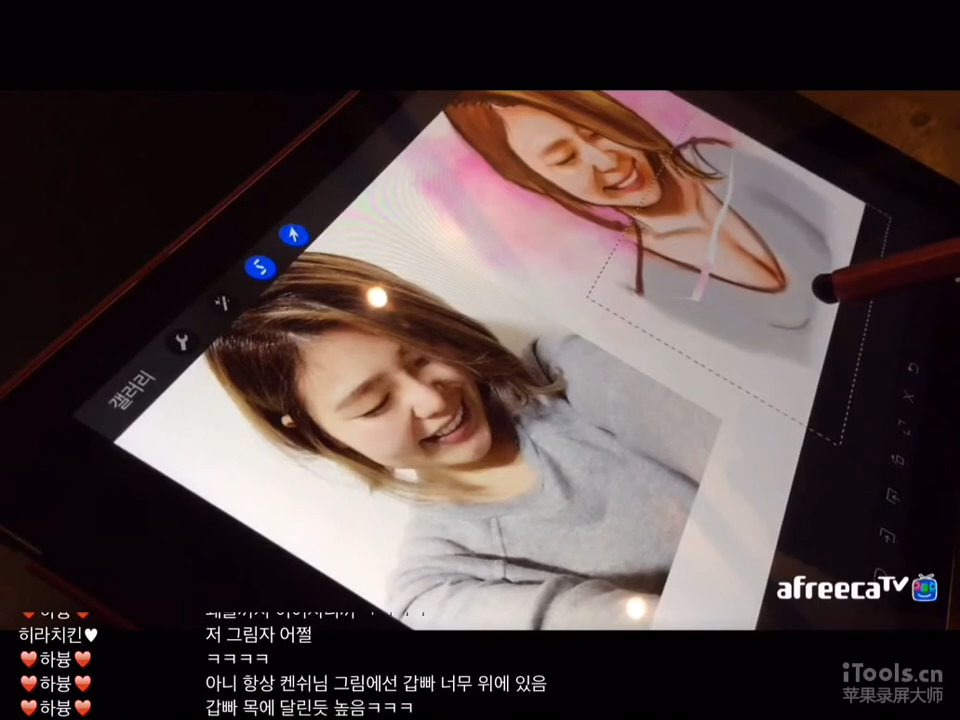 갤러리
afreecaTV
♥하븅♥
히라치킨♥ 저 그림자 어쩔
♥하븅♥ ㅋㅋㅋㅋ
♥하븅♥ 아니 항상 켄쉬님 그림에선 갑빠 너무 위에 있음
♥하븅♥ 갑빠 목에 달린듯 높음ㅋㅋㅋ
iTools.cn
苹果录屏大师